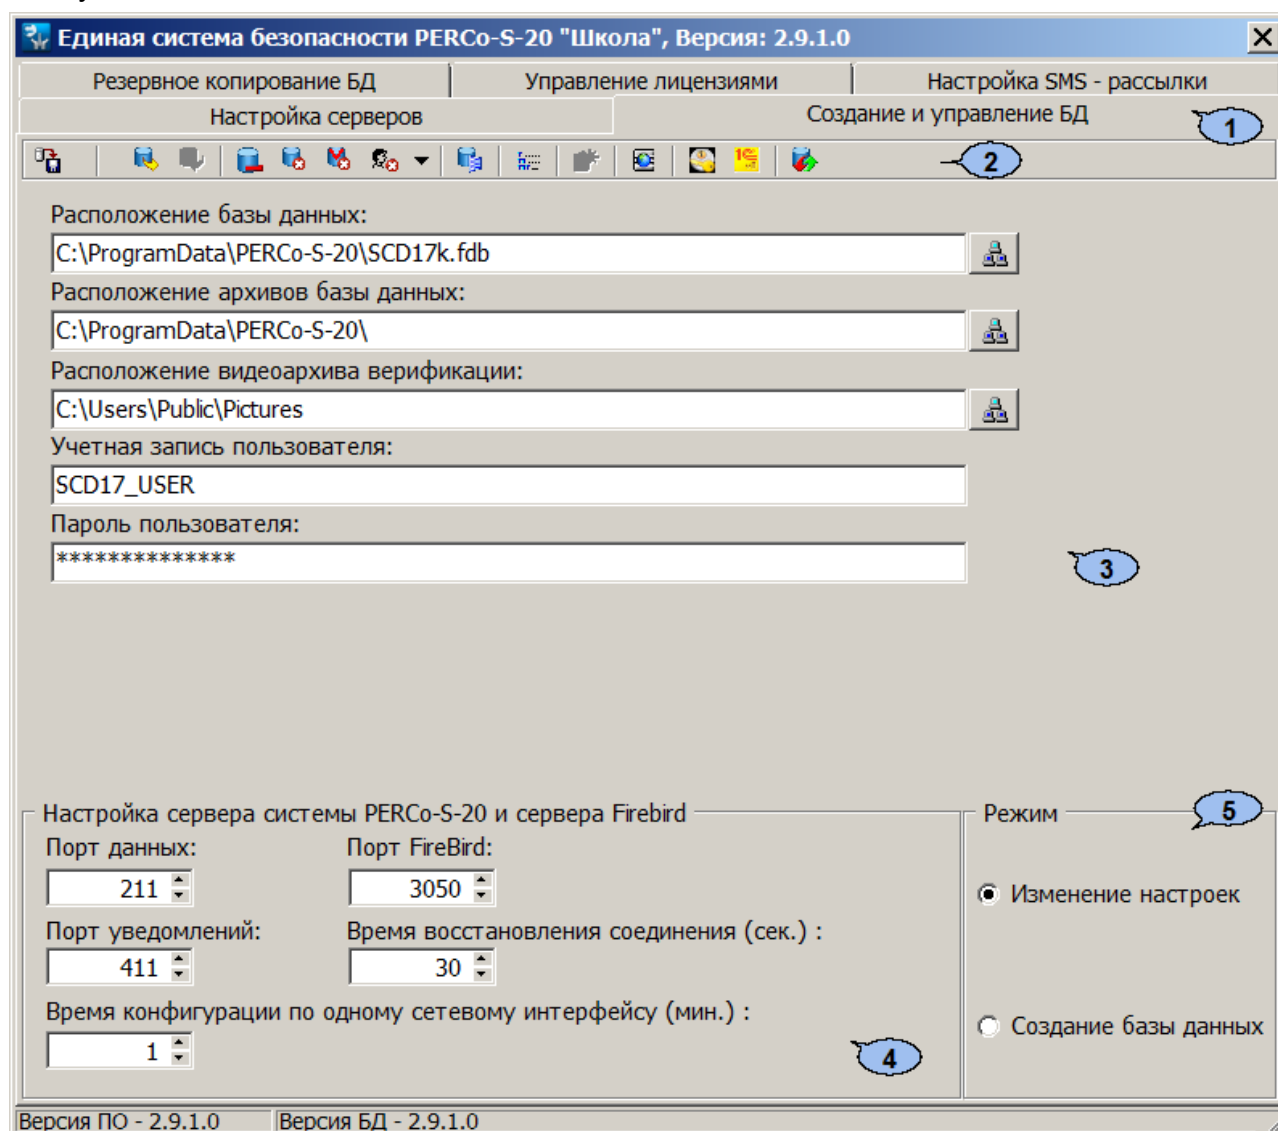 Единая система безопасности PERCo-S-20 "Школа", Версия: 2.9.1.0
Резервное копирование БД
Управление лицензиями
Настройка SMS - рассылки
Настройка серверов
Создание и управление БД
1
2
Расположение базы данных:
C:\ProgramData\PERCo-S-20\SCD17k.fdb
Расположение архивов базы данных:
C:\ProgramData\PERCo-S-20\
Расположение видеоархива верификации:
C:\Users\Public\Pictures
Учетная запись пользователя:
SCD17_USER
Пароль пользователя:
**************
3
Настройка сервера системы PERCo-S-20 и сервера Firebird
Режим
5
Порт данных:
Порт FireBird:
211
3050
Изменение настроек
Порт уведомлений:
Время восстановления соединения (сек.) :
411
30
Время конфигурации по одному сетевому интерфейсу (мин.) :
Создание базы данных
1
4
Версия ПО - 2.9.1.0
Версия БД - 2.9.1.0